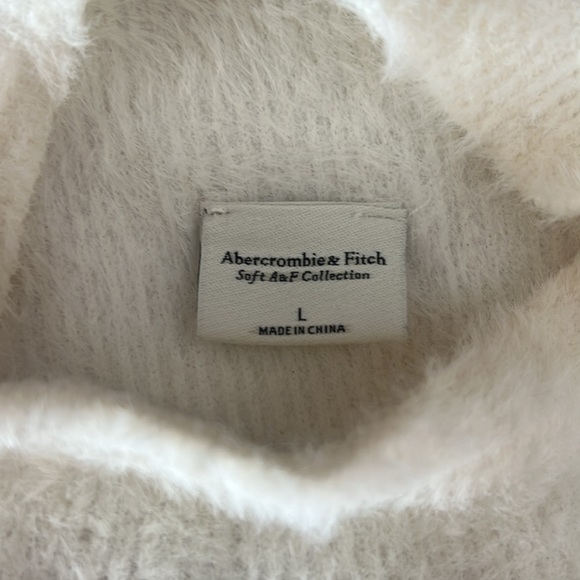 Abercrombie & Fitch
Soft A&F Collection
L
MADE IN CHINA